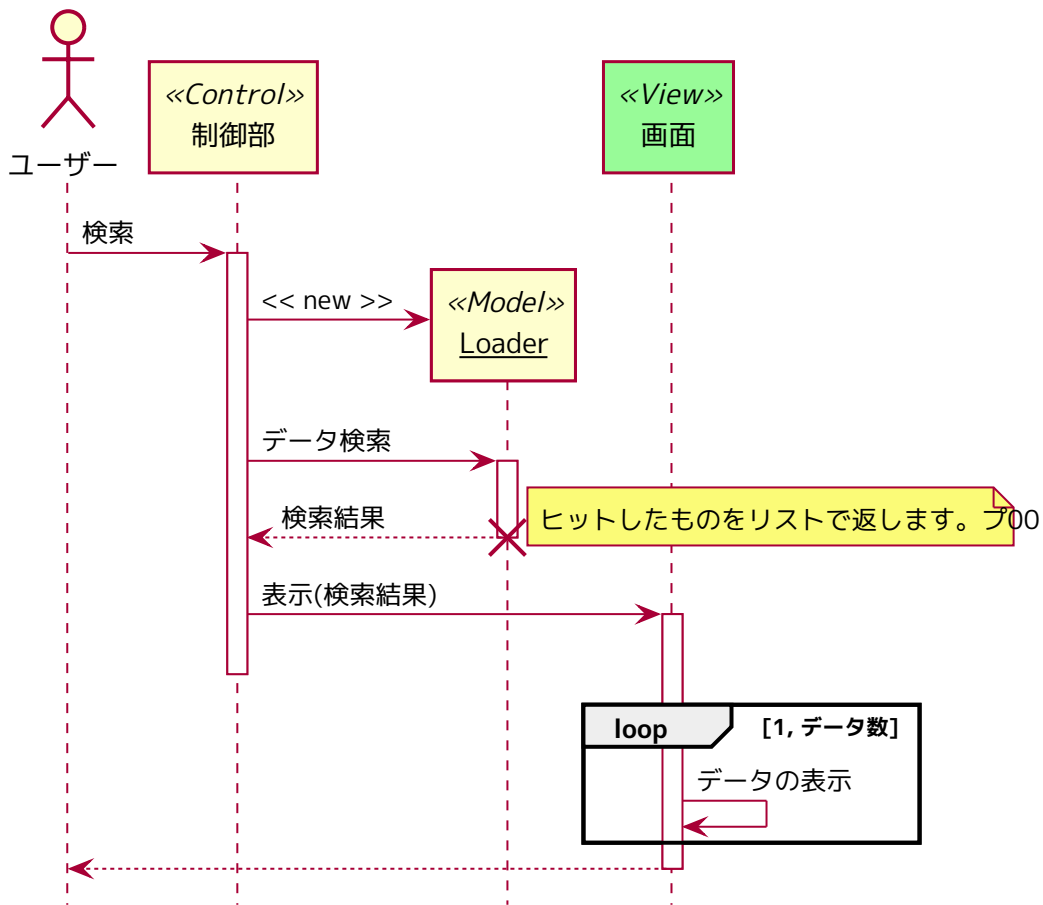 «Control»
制御部
«View»
画面
ユーザー
検索
<< new >>
«Model»
Loader
データ検索
検索結果
ヒットしたものをリストで返します。プ00
表示(検索結果)
loop
[1, データ数]
データの表示